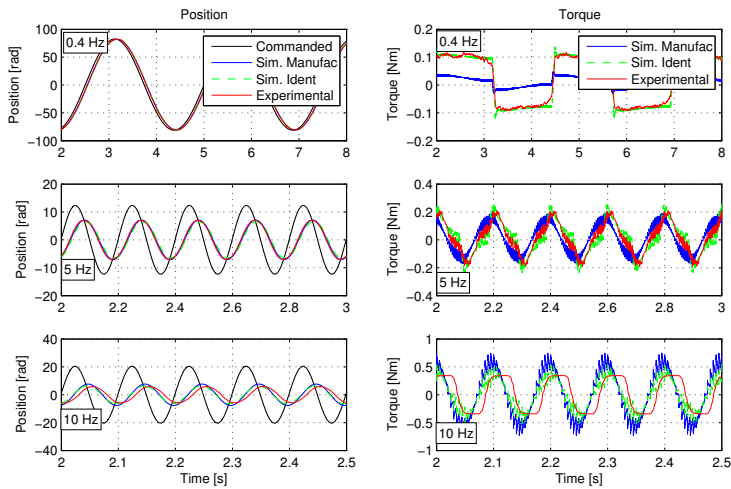 Position
Torque
Position [rad]
100
50
0
−50
−100
0.4 Hz
Commanded
Sim. Manufac
Sim. Ident
Experimental
2 3 4 5 6 7 8
Torque [Nm]
0.2
0.1
0
−0.1
−0.2
0.4 Hz
Sim. Manufac
Sim. Ident
Experimental
2 3 4 5 6 7 8
Position [rad]
20
10
0
−10
−20
5 Hz
2 2.2 2.4 2.6 2.8 3
Torque [Nm]
0.4
0.2
0
−0.2
−0.4
5 Hz
2 2.2 2.4 2.6 2.8 3
Position [rad]
40
20
0
−20
−40
10 Hz
2 2.1 2.2 2.3 2.4 2.5
Time [s]
Torque [Nm]
1
0.5
0
−0.5
−1
10 Hz
2 2.1 2.2 2.3 2.4 2.5
Time [s]